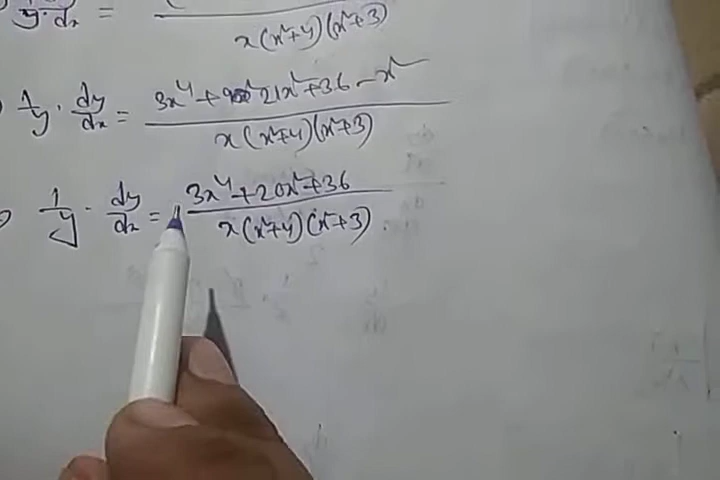 y · dx = x(x²+4)(x²+3)
1/y · dy/dx = 3x⁴ + 21x² + 36 - x² / x(x²+4)(x²+3)
1/y · dy/dx = 3x⁴ + 20x² + 36 / x(x²+4)(x²+3) .